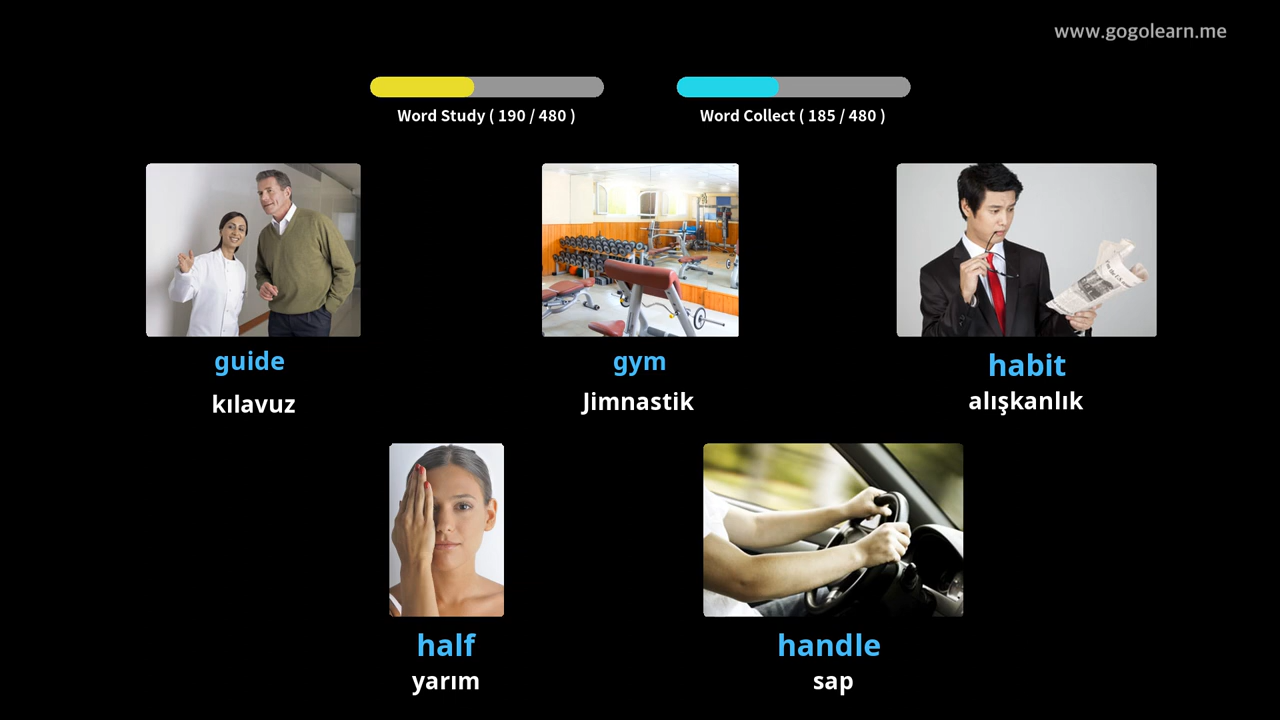 www.gogolearn.me
Word Study ( 190 / 480 )
Word Collect ( 185 / 480 )
guide
kılavuz
gym
Jimnastik
habit
alışkanlık
half
yarım
handle
sap